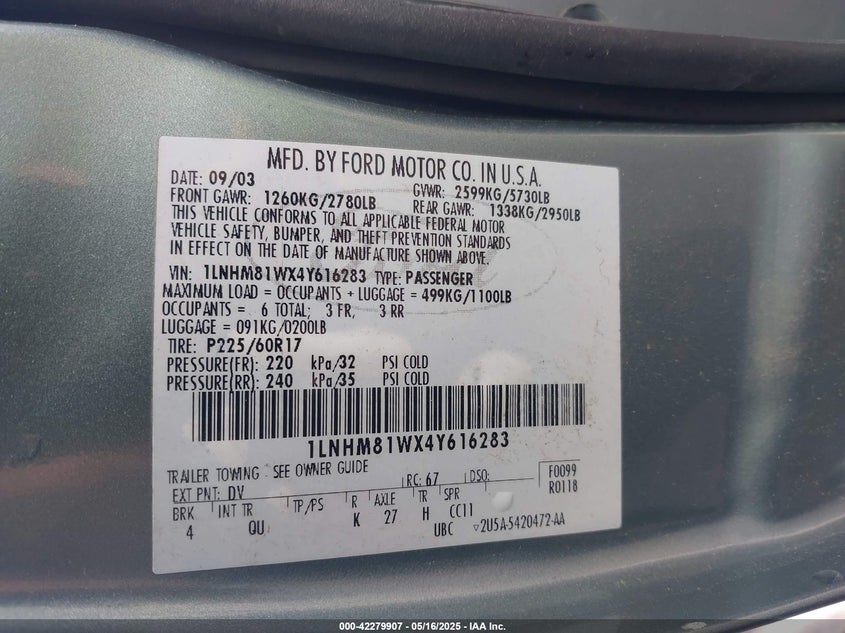 MFD. BY FORD MOTOR CO. IN U.S.A.
DATE: 09/03 GVWR: 2599KG/5730LB
FRONT GAWR: 1260KG/2780LB REAR GAWR: 1338KG/2950LB
THIS VEHICLE CONFORMS TO ALL APPLICABLE FEDERAL MOTOR
VEHICLE SAFETY, BUMPER, AND THEFT PREVENTION STANDARDS
IN EFFECT ON THE DATE OF MANUFACTURE SHOWN ABOVE.
VIN: 1LNHM81WX4Y616283 TYPE: PASSENGER
MAXIMUM LOAD = OCCUPANTS + LUGGAGE = 499KG/1100LB
OCCUPANTS = 6 TOTAL; 3 FR, 3 RR
LUGGAGE = 091KG/0200LB
TIRE: P225/60R17
PRESSURE(FR): 220 kPa/32 PSI COLD
PRESSURE(RR): 240 kPa/35 PSI COLD
1LNHM81WX4Y616283
TRAILER TOWING - SEE OWNER GUIDE
EXT PNT: DV RC: 67 DSO: F0099
R0118
BRK INT TR TP/PS R AXLE TR SPR
4 QU K 27 H CC11
UBC ▽2U5A-5420472-AA
000-42279907 - 05/16/2025 - IAA Inc.